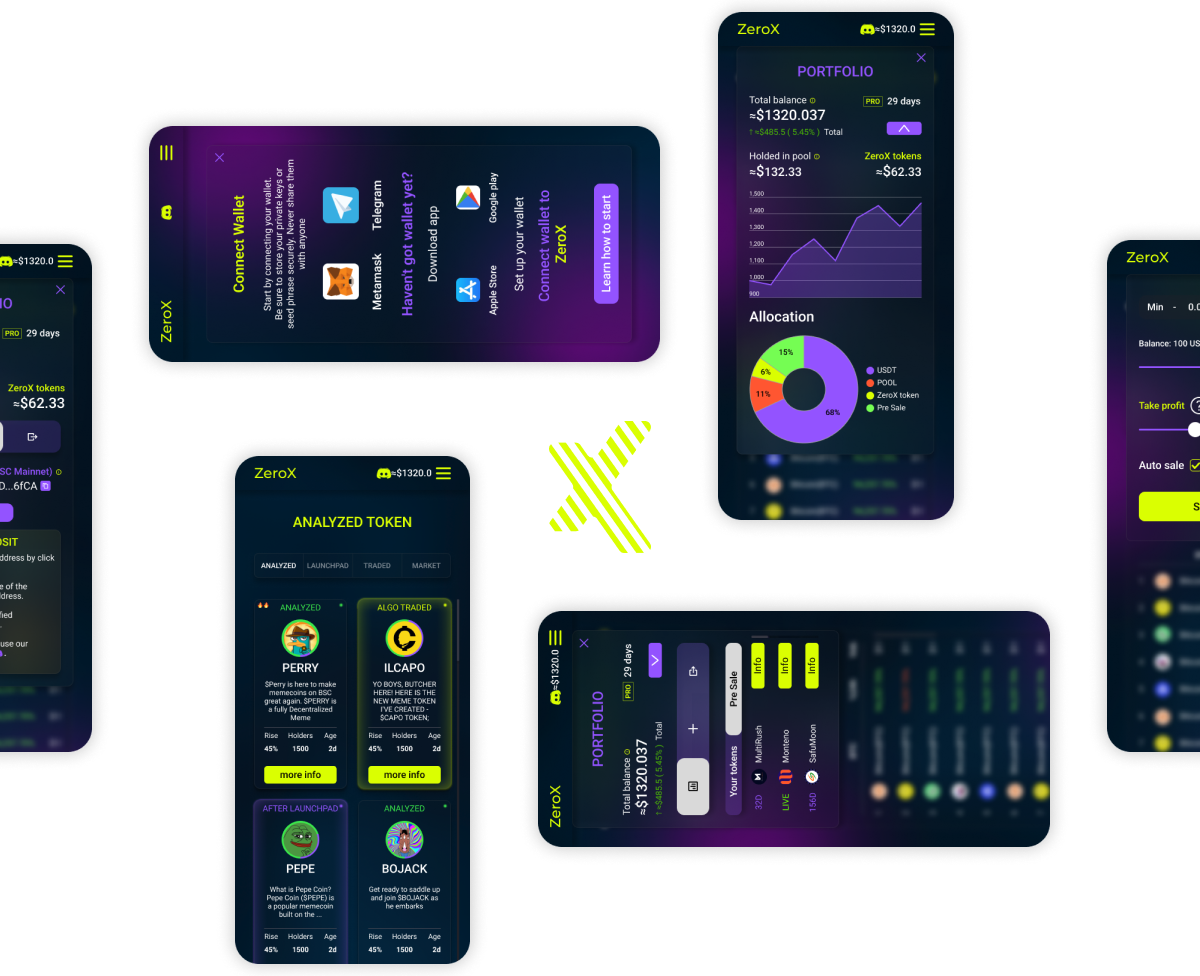 ZeroX
≈$1320.0
PORTFOLIO
Total balance
PRO 29 days
≈$1320.037
↑≈$485.5 ( 5.45% ) Total
Holded in pool
ZeroX tokens
≈$132.33
≈$62.33
1,500
1,400
1,300
1,200
1,100
1,000
900
Allocation
15%
6%
11%
68%
USDT
POOL
ZeroX token
Pre Sale
ZeroX
Connect Wallet
Start by connecting your wallet.
Be sure to store your private keys or
seed phrase securely. Never share them
with anyone
Metamask
Telegram
Haven't got wallet yet?
Download app
Apple Store
Google play
Set up your wallet
Connect wallet to
ZeroX
Learn how to start
≈$1320.0
IO
PRO 29 days
ZeroX tokens
≈$62.33
SC Mainnet)
D...6fCA
OSIT
ddress by click
e of the
ddress.
fied
use our
ZeroX
Min - 0.0
Balance: 100 US
Take profit
Auto sale
S
ZeroX
≈$1320.0
ANALYZED TOKEN
ANALYZED LAUNCHPAD TRADED MARKET
ANALYZED
PERRY
$Perry is here to make
memecoins on BSC
great again. $PERRY is
a fully Decentralized
Meme
Rise Holders Age
45% 1500 2d
more info
ALGO TRADED
ILCAPO
YO BOYS, BUTCHER
HERE! HERE IS THE
NEW MEME TOKEN
I'VE CREATED -
$CAPO TOKEN;
Rise Holders Age
45% 1500 2d
more info
AFTER LAUNCHPAD
PEPE
What is Pepe Coin?
Pepe Coin ($PEPE) is
a popular memecoin
built on the ...
Rise Holders Age
45% 1500 2d
ANALYZED
BOJACK
Get ready to saddle up
and join $BOJACK as
he embarks
Rise Holders Age
45% 1500 2d
ZeroX
≈$1320.0
PORTFOLIO
Total balance
PRO 29 days
≈$1320.037
↑≈$485.5 ( 5.45% ) Total
Your tokens
Pre Sale
32D MultiRush Info
LIVE Monteno Info
156D SafuMoon Info